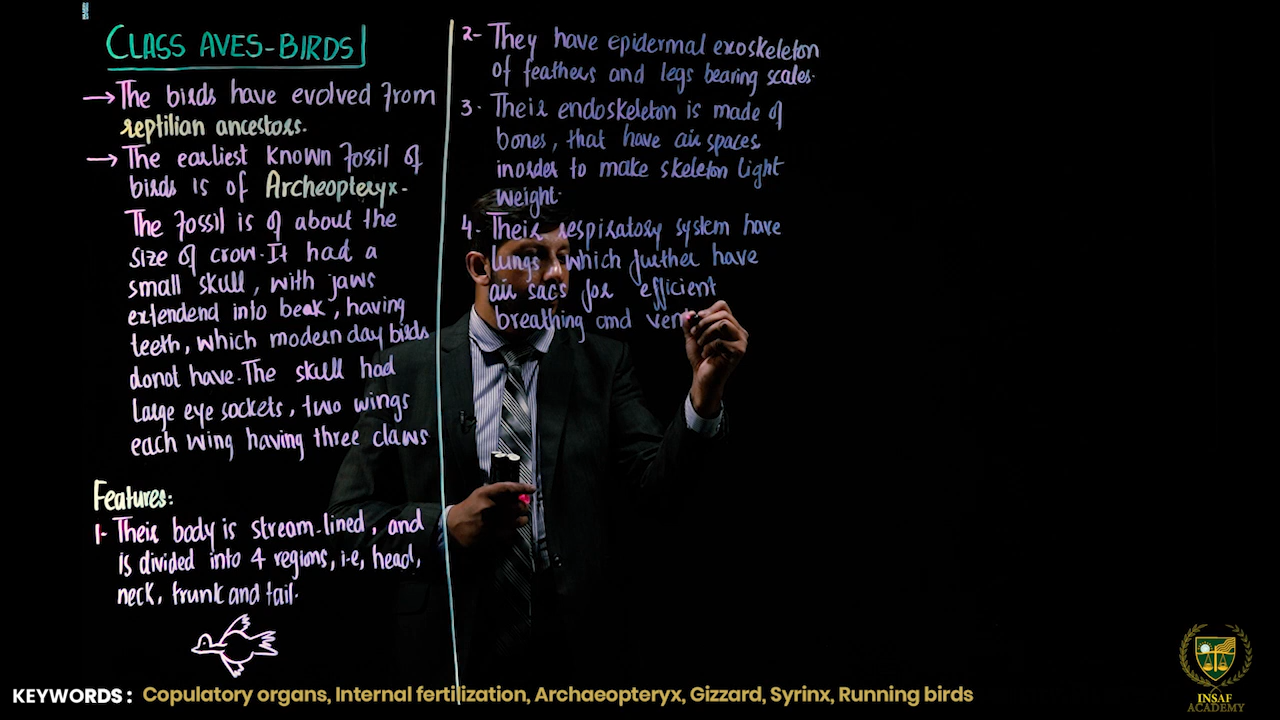 CLASS AVES-BIRDS
→ The birds have evolved from
reptilian ancestors.
→ The earliest known fossil of
birds is of Archeopteryx.
The fossil is of about the
size of crow. It had a
small skull, with jaws
extendend into beak, having
teeth, which modern day birds
donot have. The skull had
Large eye sockets, two wings
each wing having three claws
Features:
1- Their body is stream-lined, and
is divided into 4 regions, i-e, head,
neck, trunk and tail.
2- They have epidermal exoskeleton
of feathers and legs bearing scales.
3- Their endoskeleton is made of
bones, that have air spaces
inorder to make skeleton light
weight.
4- Their respiratory system have
lungs, which further have
air sacs for efficient
breathing and vent
KEYWORDS : Copulatory organs, Internal fertilization, Archaeopteryx, Gizzard, Syrinx, Running birds
INSAF
ACADEMY